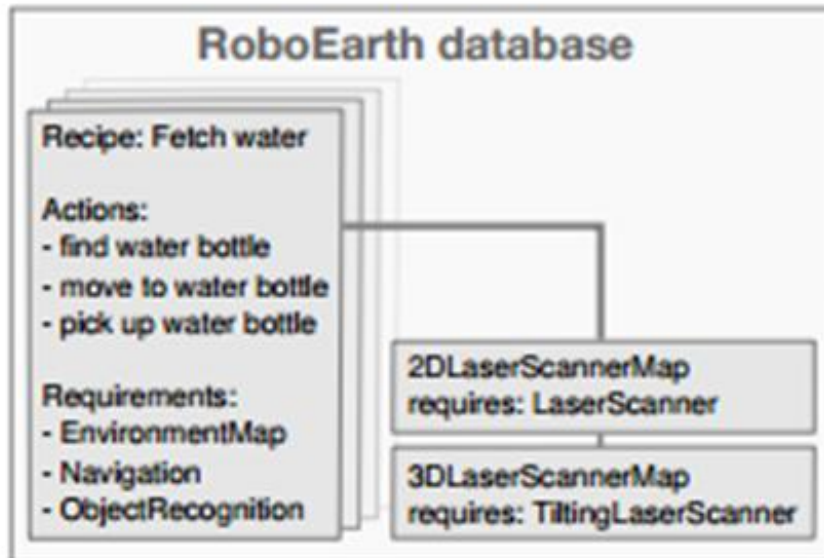 RoboEarth database
Recipe: Fetch water
Actions:
- find water bottle
- move to water bottle
- pick up water bottle
Requirements:
- EnvironmentMap
- Navigation
- ObjectRecognition
2DLaserScannerMap
requires: LaserScanner
3DLaserScannerMap
requires: TiltingLaserScanner